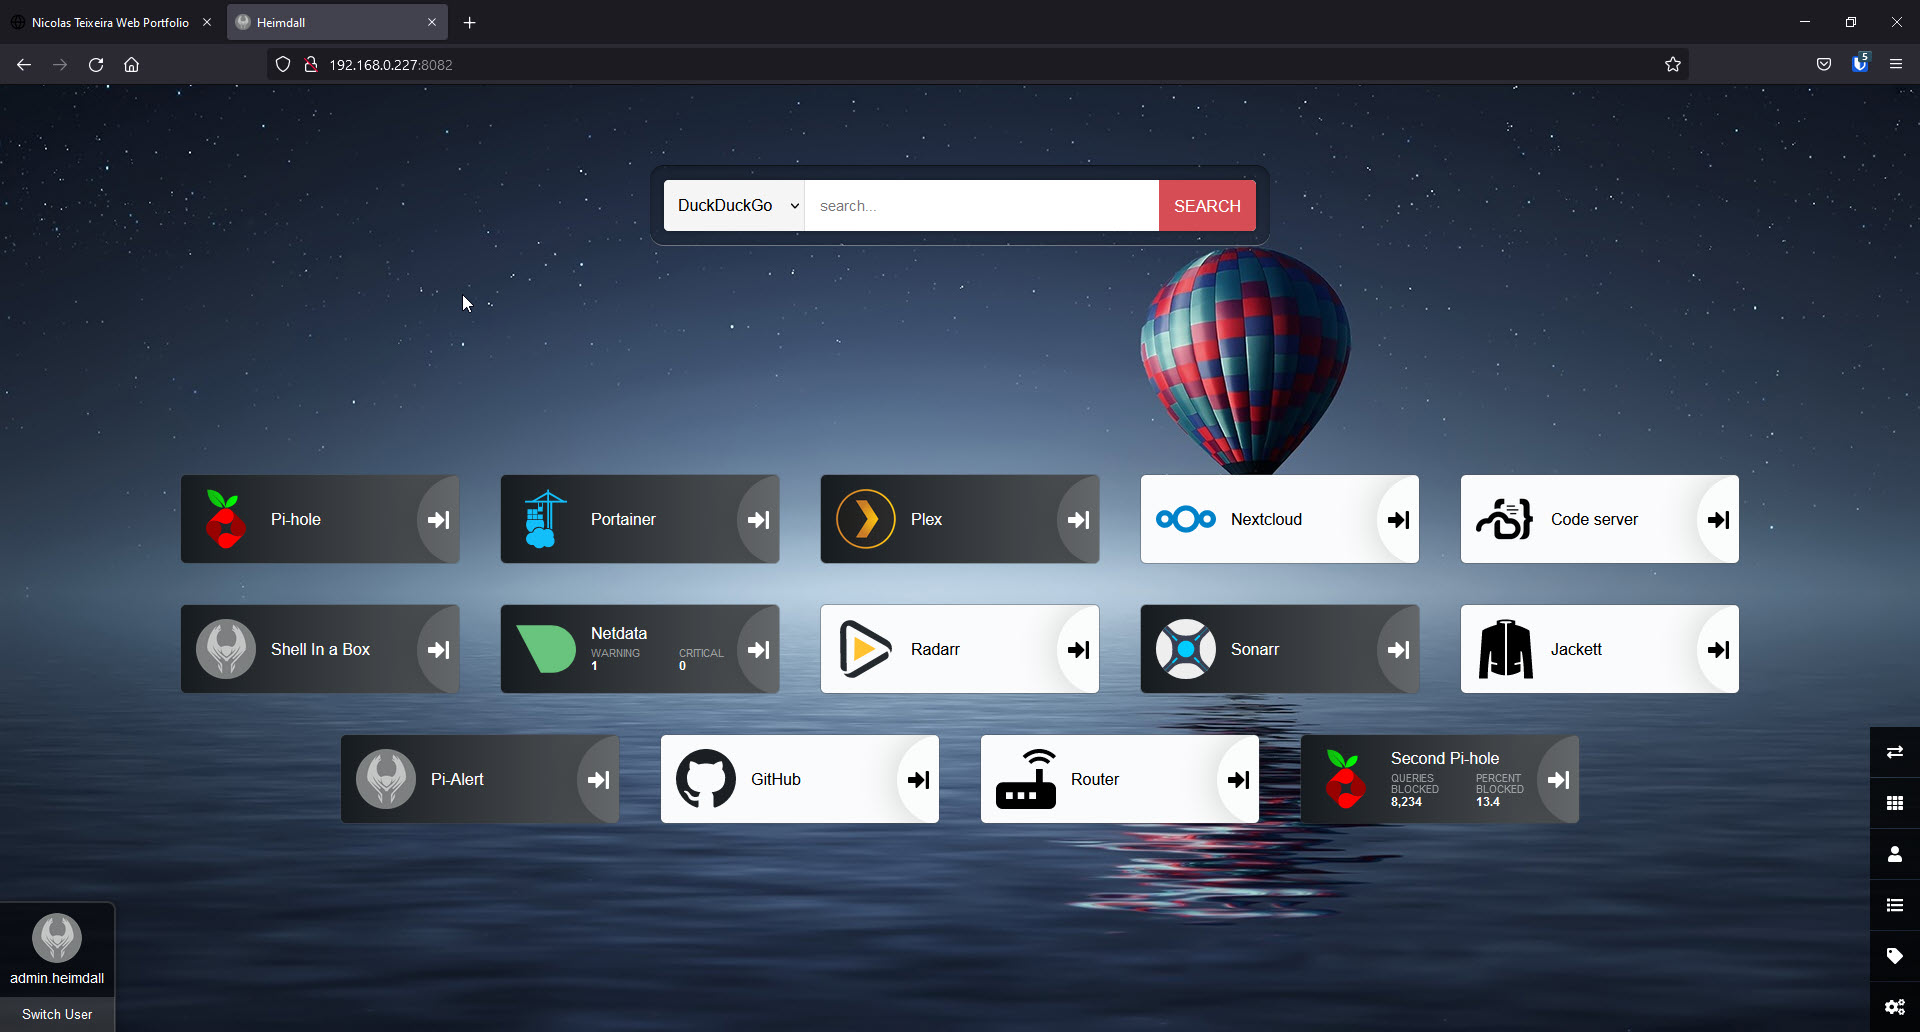 Nicolas Teixeira Web Portfolio
Heimdall
192.168.0.227:8082
5
DuckDuckGo
search...
SEARCH
Pi-hole
Portainer
Plex
Nextcloud
Code server
Shell In a Box
Netdata
WARNING
1
CRITICAL
0
Radarr
Sonarr
Jackett
Pi-Alert
GitHub
Router
Second Pi-hole
QUERIES
BLOCKED
8,234
PERCENT
BLOCKED
13.4
admin.heimdall
Switch User